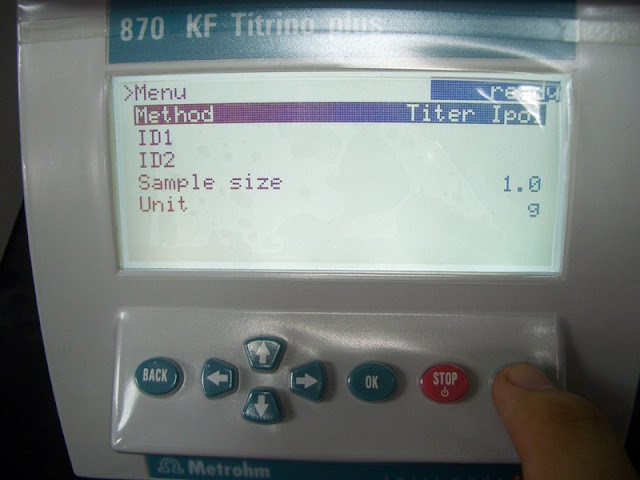 870 KF Titrino plus
>Menu ready
Method Titer Ipol
ID1
ID2
Sample size 1.0
Unit g
BACK
OK
STOP
Metrohm